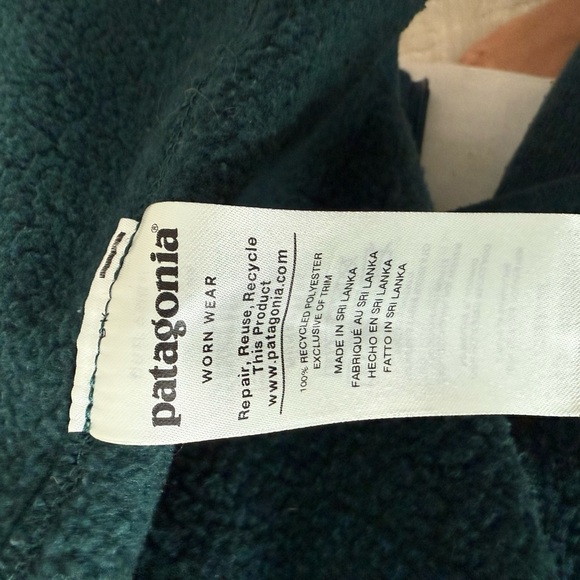 patagonia®
WORN WEAR
Repair, Reuse, Recycle
This Product
www.patagonia.com
100% RECYCLED POLYESTER
EXCLUSIVE OF TRIM
MADE IN SRI LANKA
FABRIQUÉ AU SRI LANKA
HECHO EN SRI LANKA
FATTO IN SRI LANKA